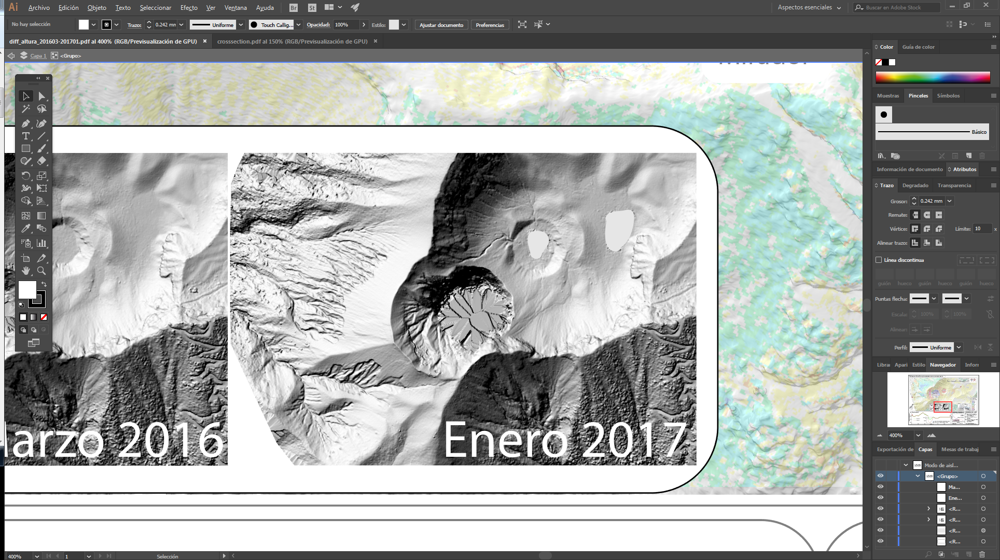 Ai Archivo Edición Objeto Texto Seleccionar Efecto Ver Ventana Ayuda Br St Aspectos esenciales Buscar en Adobe Stock
No hay selección Trazo: 0.242 mm Uniforme Touch Callig... Opacidad: 100% Estilo: Ajustar documento Preferencias
diff_altura_201603-201701.pdf al 400% (RGB/Previsualización de GPU) × crosssection.pdf al 150% (RGB/Previsualización de GPU) ×
Capa 1 <Grupo>
Color Guía de color
Muestras Pinceles Símbolos
Básico
Información de documento Atributos
Trazo Degradado Transparencia
Grosor: 0.242 mm
Remate:
Vértice: Límite: 10 x
Alinear trazo:
Línea discontinua
guión hueco guión hueco guión hueco
Puntas flecha:
Escala: 100% 100%
Alinear:
Perfil: Uniforme
Librar Apari Estilo Navegador Inforr
400%
Exportación de Capas Mesas de trabaj
Modo de aisl...
<Grupo>
Ma...
Ene...
<R...
<R...
<R...
<R...
arzo 2016
Enero 2017
400% 1 Selección